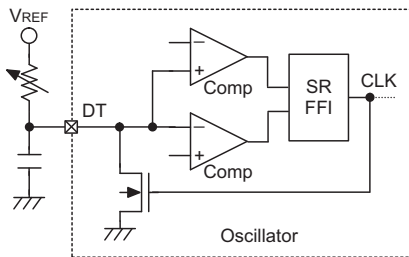 VREF
DT
Comp
Comp
SR
FFI
CLK
Oscillator